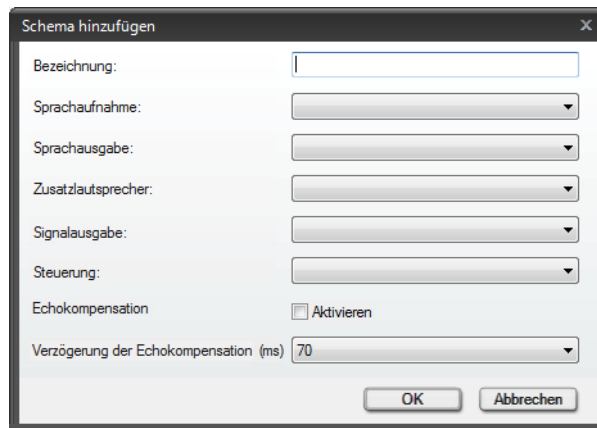 Schema hinzufügen x
Bezeichnung:
Sprachaufnahme:
Sprachausgabe:
Zusatzlautsprecher:
Signalausgabe:
Steuerung:
Echokompensation Aktivieren
Verzögerung der Echokompensation (ms) 70
OK Abbrechen